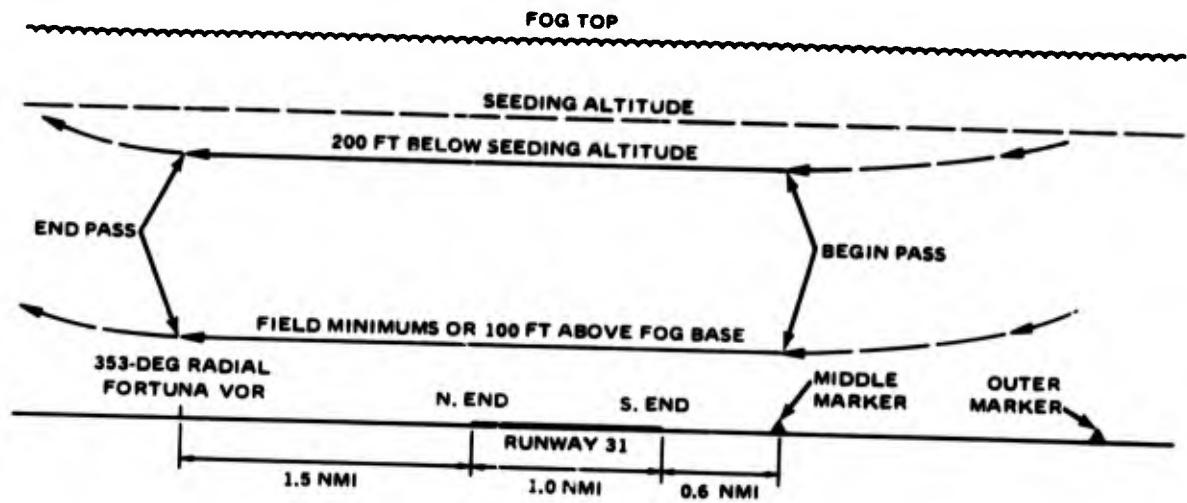 FOG TOP
SEEDING ALTITUDE
200 FT BELOW SEEDING ALTITUDE
END PASS
BEGIN PASS
FIELD MINIMUMS OR 100 FT ABOVE FOG BASE
353-DEG RADIAL
FORTUNA VOR
N. END
S. END
MIDDLE
MARKER
OUTER
MARKER
RUNWAY 31
1.5 NMI
1.0 NMI
0.6 NMI